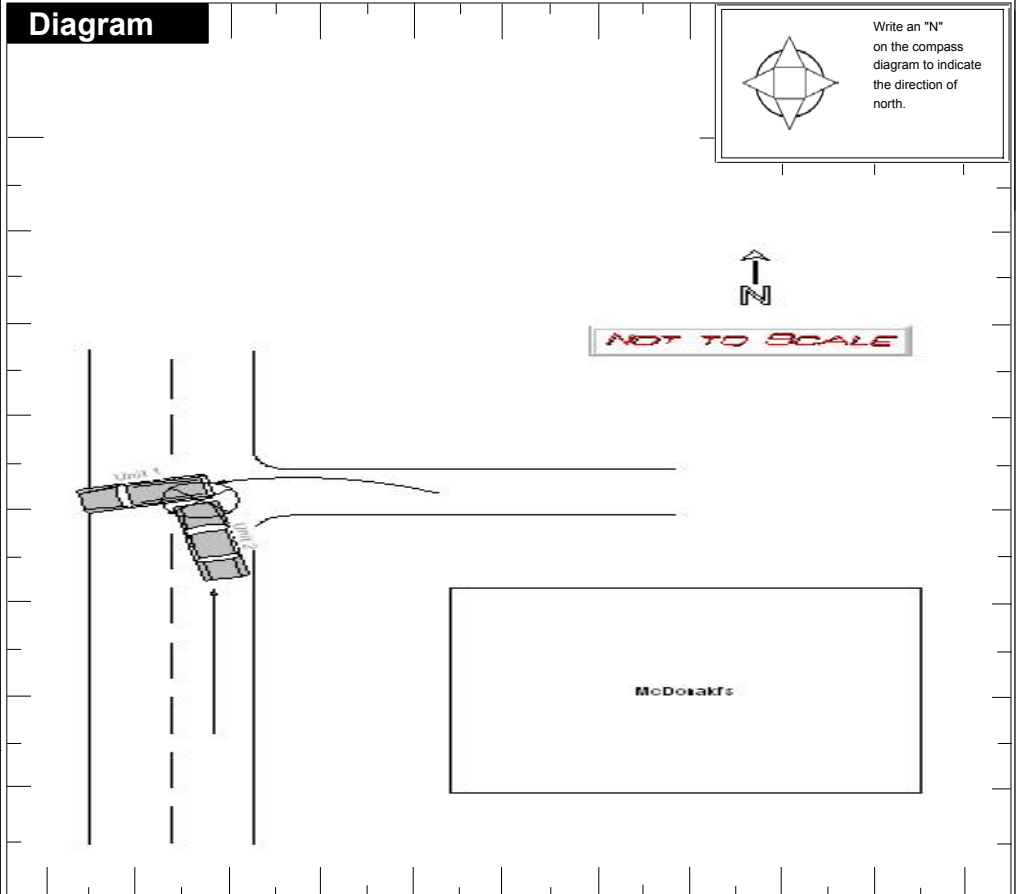 Diagram
Write an "N"
on the compass
diagram to indicate
the direction of
north.
N
NOT TO SCALE
Unit 1
Unit 2
McDonald's